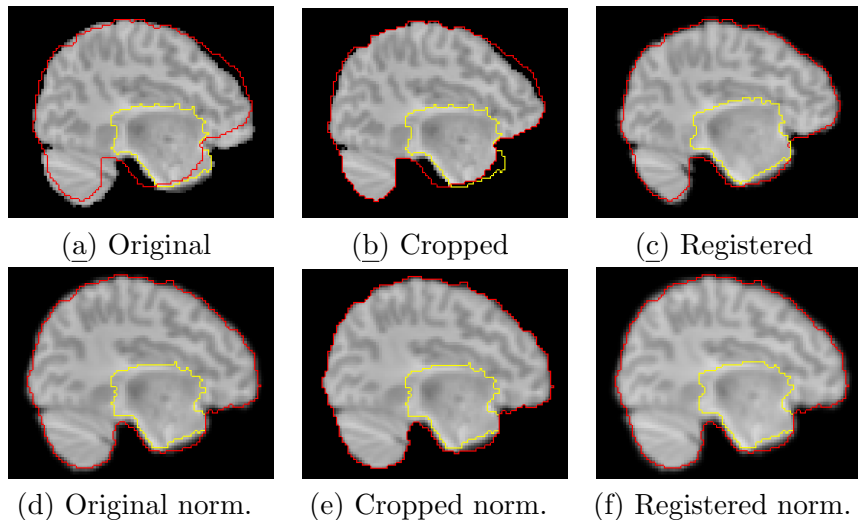 (a) Original
(b) Cropped
(c) Registered
(d) Original norm.
(e) Cropped norm.
(f) Registered norm.